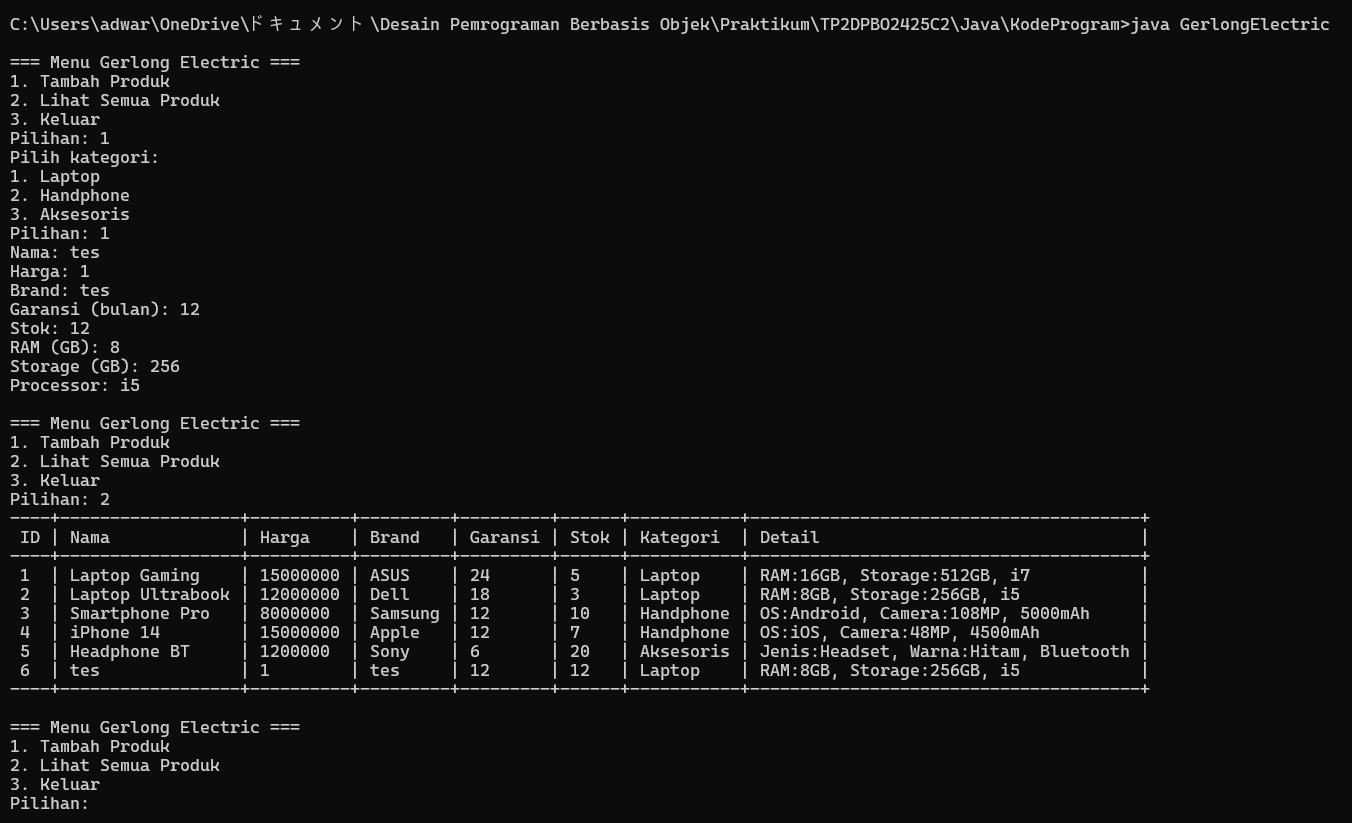 C:\Users\adwar\OneDrive\ドキュメント\Desain Pemrograman Berbasis Objek\Praktikum\TP2DPBO2425C2\Java\KodeProgram>java GerlongElectric

=== Menu Gerlong Electric ===
1. Tambah Produk
2. Lihat Semua Produk
3. Keluar
Pilihan: 1
Pilih kategori:
1. Laptop
2. Handphone
3. Aksesoris
Pilihan: 1
Nama: tes
Harga: 1
Brand: tes
Garansi (bulan): 12
Stok: 12
RAM (GB): 8
Storage (GB): 256
Processor: i5

=== Menu Gerlong Electric ===
1. Tambah Produk
2. Lihat Semua Produk
3. Keluar
Pilihan: 2
----+------------------+----------+---------+---------+------+-----------+---------------------------------------+
 ID | Nama             | Harga    | Brand   | Garansi | Stok | Kategori  | Detail                                |
----+------------------+----------+---------+---------+------+-----------+---------------------------------------+
 1  | Laptop Gaming    | 15000000 | ASUS    | 24      | 5    | Laptop    | RAM:16GB, Storage:512GB, i7           |
 2  | Laptop Ultrabook | 12000000 | Dell    | 18      | 3    | Laptop    | RAM:8GB, Storage:256GB, i5            |
 3  | Smartphone Pro   | 8000000  | Samsung | 12      | 10   | Handphone | OS:Android, Camera:108MP, 5000mAh     |
 4  | iPhone 14        | 15000000 | Apple   | 12      | 7    | Handphone | OS:iOS, Camera:48MP, 4500mAh          |
 5  | Headphone BT     | 1200000  | Sony    | 6       | 20   | Aksesoris | Jenis:Headset, Warna:Hitam, Bluetooth |
 6  | tes              | 1        | tes     | 12      | 12   | Laptop    | RAM:8GB, Storage:256GB, i5            |
----+------------------+----------+---------+---------+------+-----------+---------------------------------------+

=== Menu Gerlong Electric ===
1. Tambah Produk
2. Lihat Semua Produk
3. Keluar
Pilihan: